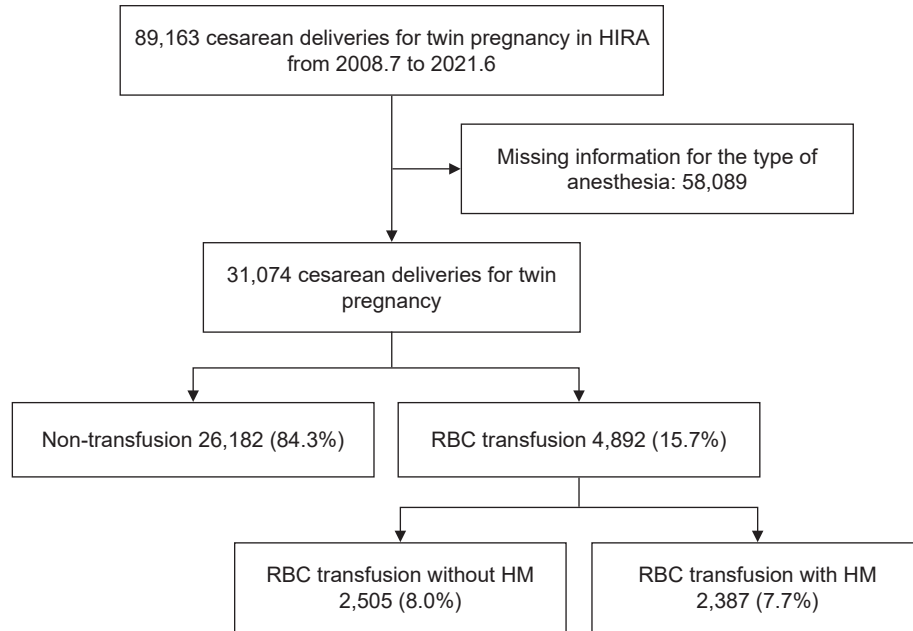 89,163 cesarean deliveries for twin pregnancy in HIRA
from 2008.7 to 2021.6
Missing information for the type of
anesthesia: 58,089
31,074 cesarean deliveries for twin
pregnancy
Non-transfusion 26,182 (84.3%)
RBC transfusion 4,892 (15.7%)
RBC transfusion without HM
2,505 (8.0%)
RBC transfusion with HM
2,387 (7.7%)